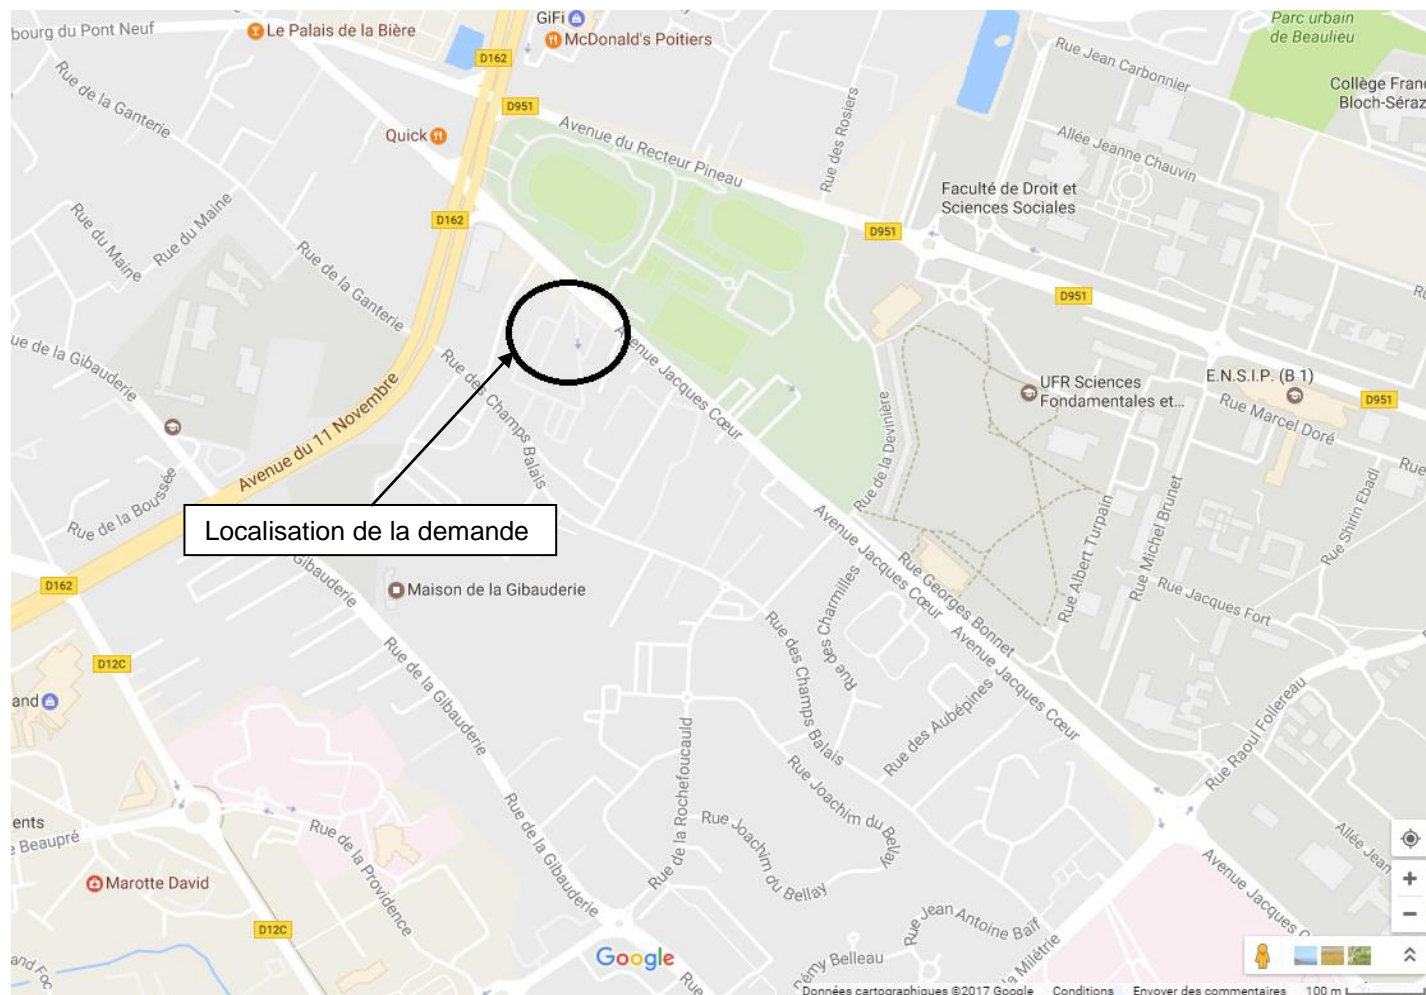 bourg du Pont Neuf
Le Palais de la Bière
GiFi
McDonald's Poitiers
Parc urbain
de Beaulieu
D162
Rue Jean Carbonnier
Collège Franç
Bloch-Séraz
Rue de la Ganterie
D951
Quick
Avenue du Recteur Pineau
Rue des Rosiers
Allée Jeanne Chauvin
Faculté de Droit et
Sciences Sociales
Rue du Maine
Rue du Maine
D162
D951
Rue de la Ganterie
D951
ue de la Gibauderie
Avenue Jacques Cœur
Rue des Champs Balais
UFR Sciences
Fondamentales et...
E.N.S.I.P. (B 1)
D951
Rue Marcel Doré
Rue
Avenue du 11 Novembre
Rue de la Devinière
Rue de la Boussée
Localisation de la demande
Avenue Jacques Cœur
Rue Georges Bonnet
Rue Albert Turpain
Rue Michel Brunet
Rue Shirin Ebadi
D162
Gibauderie
Maison de la Gibauderie
Rue des Charmilles
Rue Jacques Fort
Rue des Champs Balais
Avenue Jacques Cœur
D12C
Rue de la Gibauderie
and
Rue des Aubépines
Rue Raoul Follereau
Rue de la Rochefoucauld
Rue Joachim du Bellay
Rue Joachim du Bellay
ents
Beaupré
Rue de la Providence
Rue de la Gibauderie
Allée Jean
Marotte David
Avenue Jacques C
D12C
Rue Jean Antoine Baïf
Google
Rue
émy Belleau
la Milétrie
and Foc
Données cartographiques ©2017 Google Conditions Envoyer des commentaires 100 m